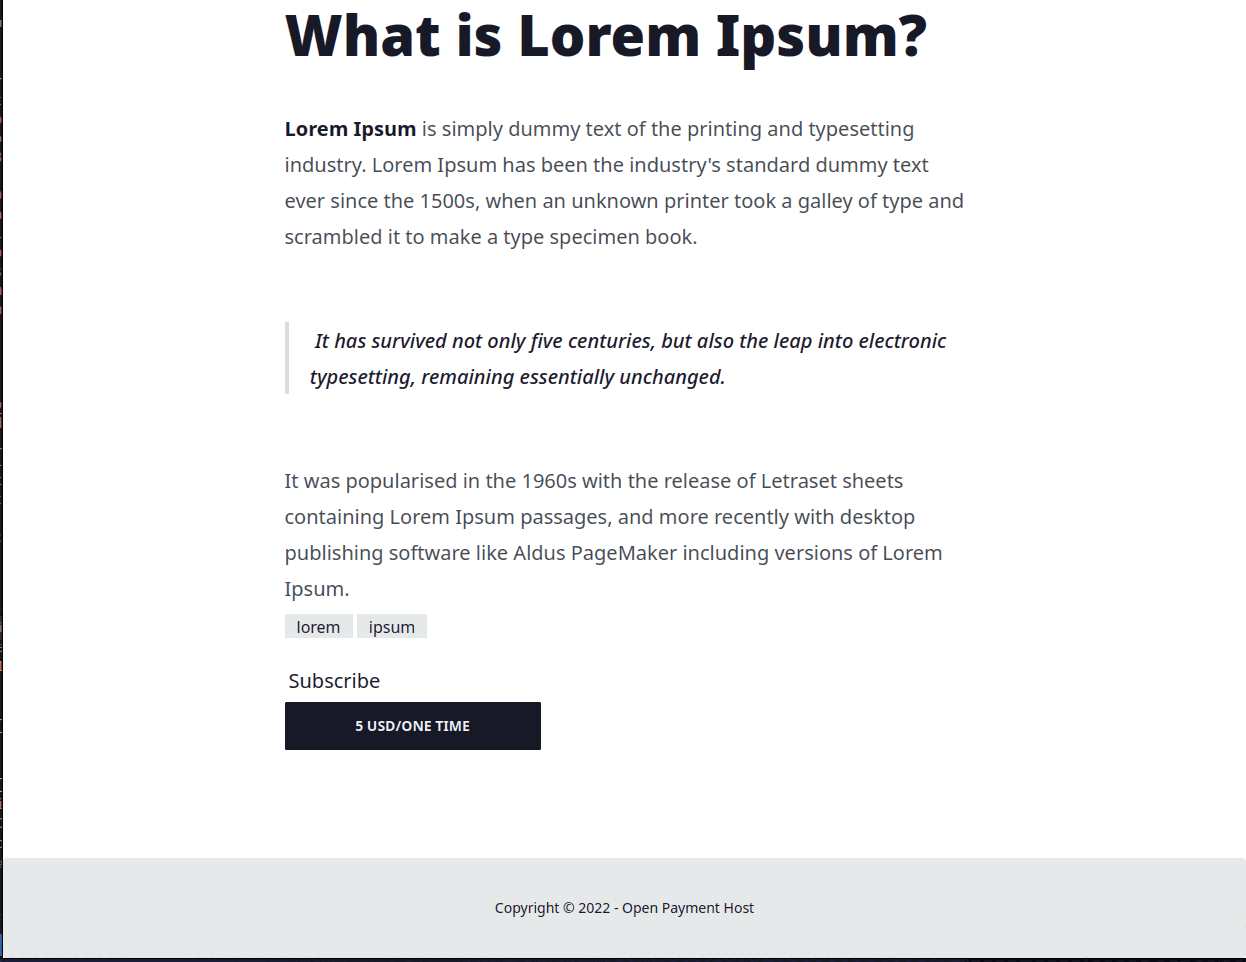 What is Lorem Ipsum?
Lorem Ipsum is simply dummy text of the printing and typesetting
industry. Lorem Ipsum has been the industry's standard dummy text
ever since the 1500s, when an unknown printer took a galley of type and
scrambled it to make a type specimen book.
It has survived not only five centuries, but also the leap into electronic
typesetting, remaining essentially unchanged.
It was popularised in the 1960s with the release of Letraset sheets
containing Lorem Ipsum passages, and more recently with desktop
publishing software like Aldus PageMaker including versions of Lorem
Ipsum.
lorem ipsum
Subscribe
5 USD/ONE TIME
Copyright © 2022 - Open Payment Host